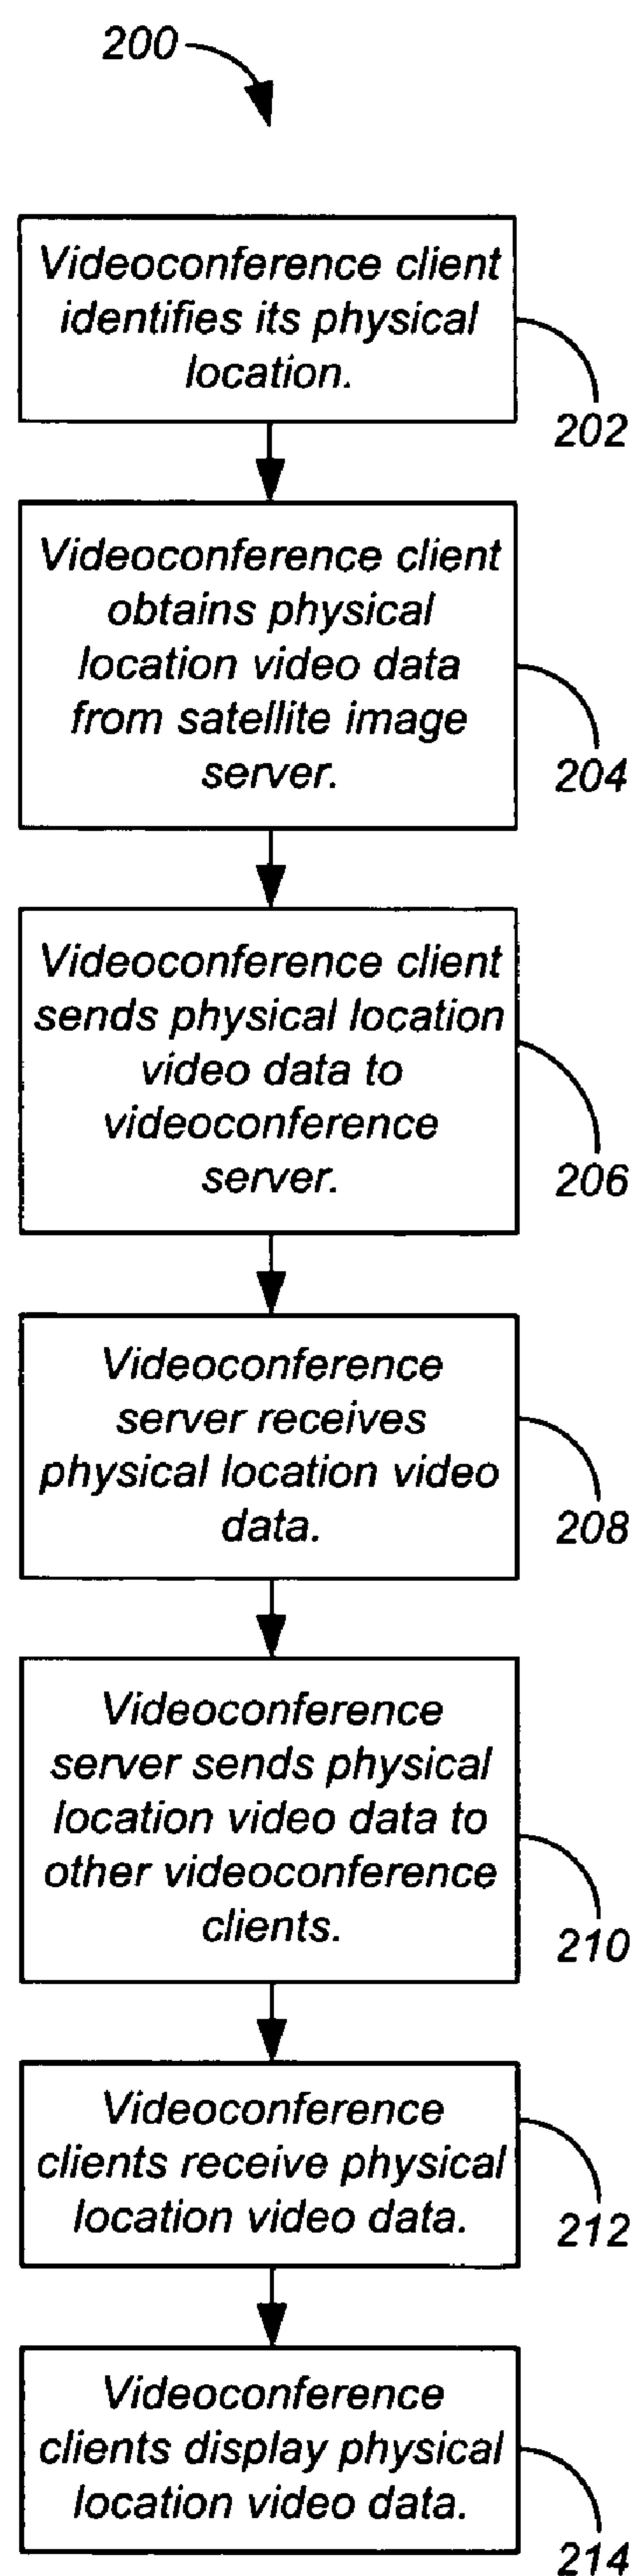 200
Videoconference client
identifies its physical
location.
202
Videoconference client
obtains physical
location video data
from satellite image
server.
204
Videoconference client
sends physical location
video data to
videoconference
server.
206
Videoconference
server receives
physical location video
data.
208
Videoconference
server sends physical
location video data to
other videoconference
clients.
210
Videoconference
clients receive physical
location video data.
212
Videoconference
clients display physical
location video data.
214